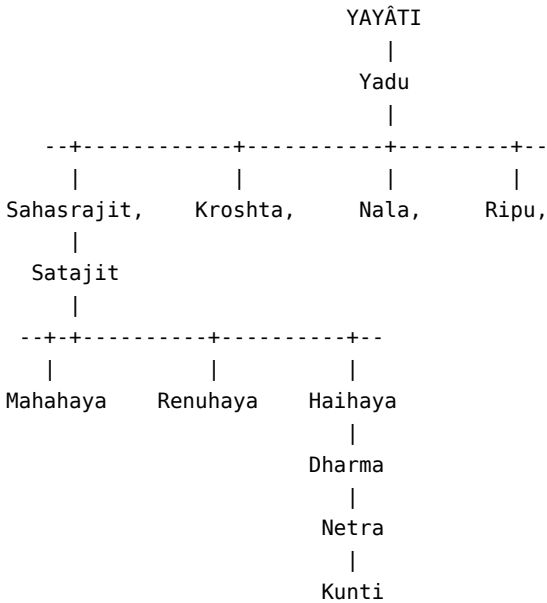 YAYÂTI
|
Yadu
|
--+------------+-----------+---------+--
| | | |
Sahasrajit, Kroshta, Nala, Ripu,
|
Satajit
|
--+-+----------+----------+--
| | |
Mahahaya Renuhaya Haihaya
|
Dharma
|
Netra
|
Kunti